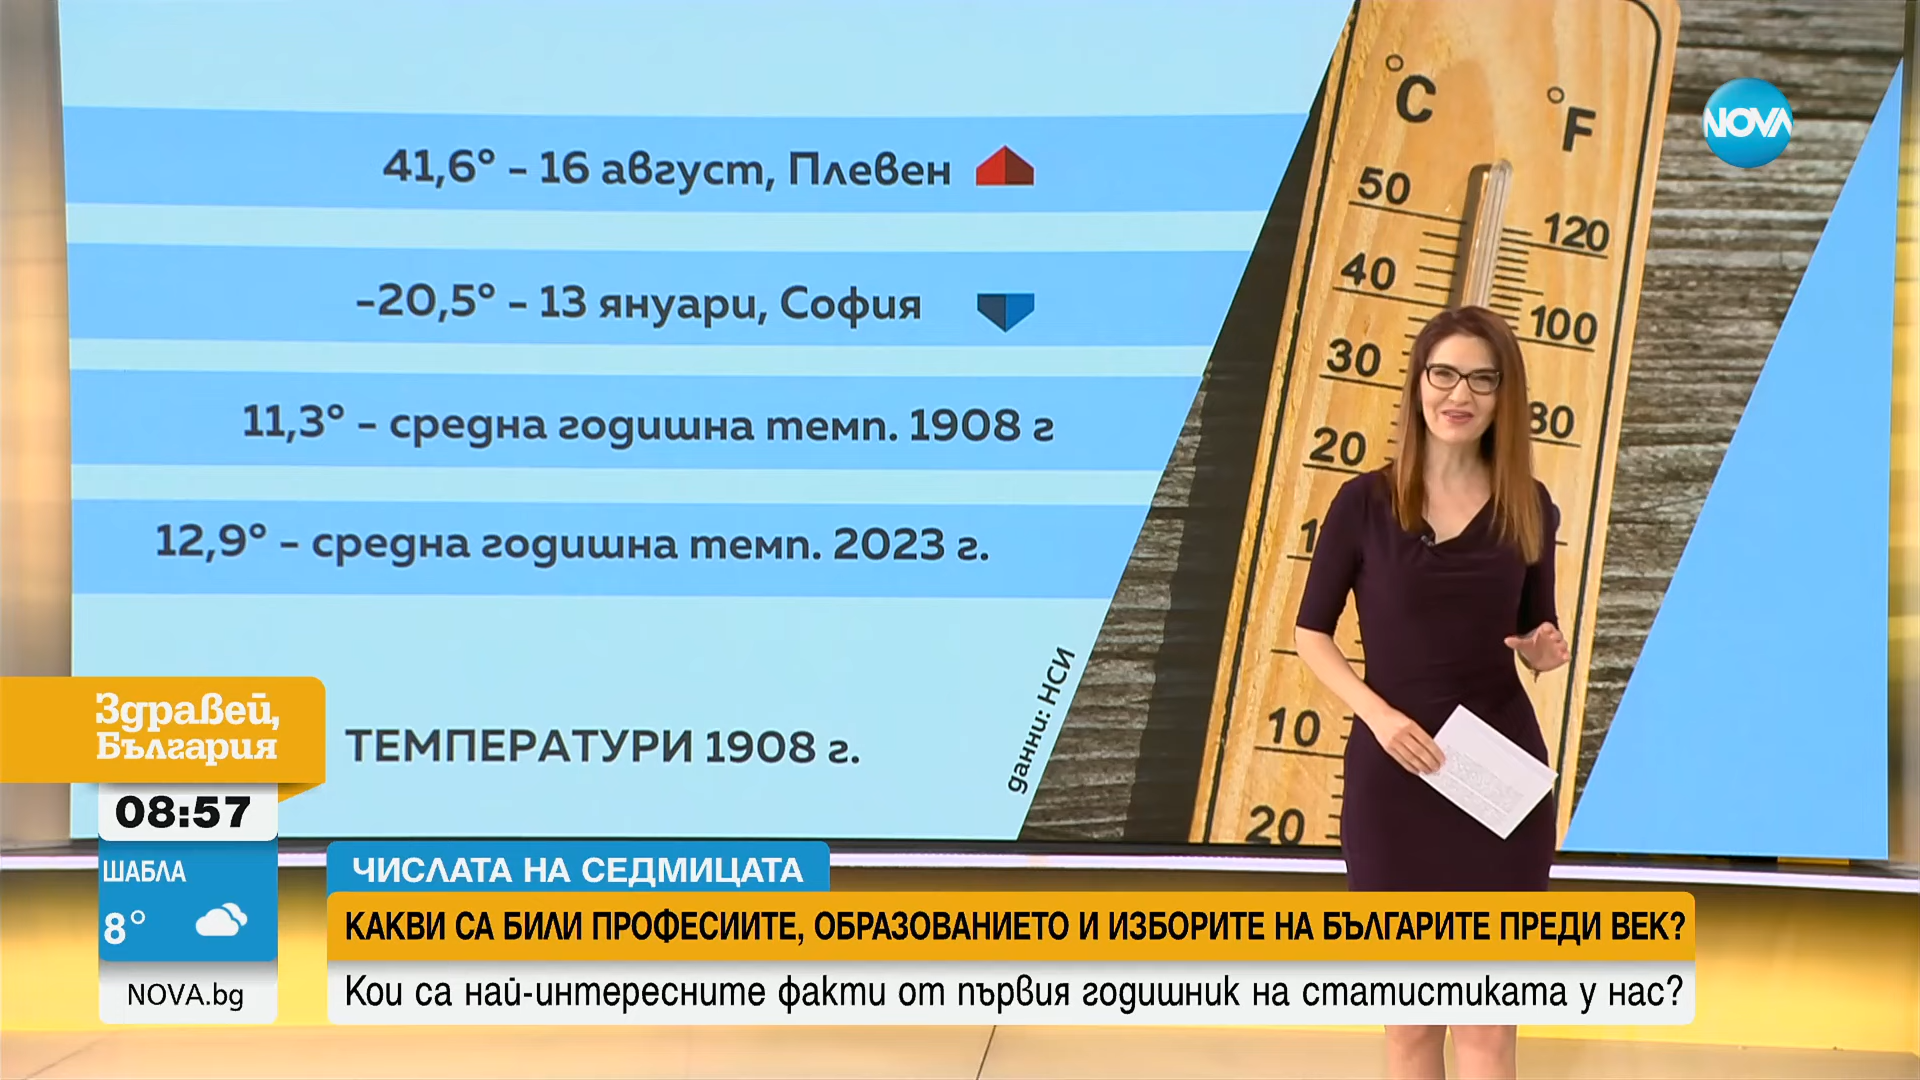 41,6° - 16 август, Плевен
-20,5° - 13 януари, София
11,3° - средна годишна темп. 1908 г
12,9° - средна годишна темп. 2023 г.
ТЕМПЕРАТУРИ 1908 г.
данни: НСИ
°C
°F
50
120
40
100
30
80
20
10
20
NOVA
Здравей,
България
08:57
ШАБЛА
8°
NOVA.bg
ЧИСЛАТА НА СЕДМИЦАТА
КАКВИ СА БИЛИ ПРОФЕСИИТЕ, ОБРАЗОВАНИЕТО И ИЗБОРИТЕ НА БЪЛГАРИТЕ ПРЕДИ ВЕК?
Кои са най-интересните факти от първия годишник на статистиката у нас?